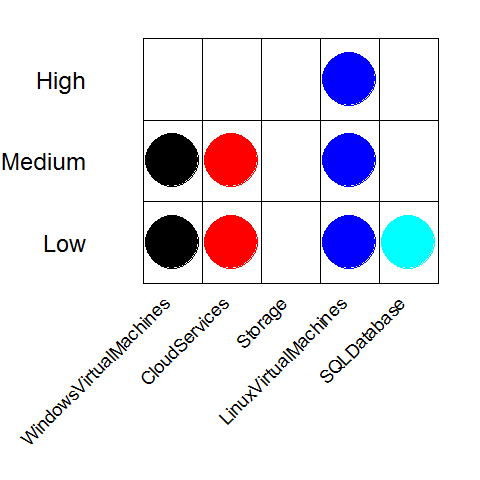 High
Medium
Low
WindowsVirtualMachines
CloudServices
Storage
LinuxVirtualMachines
SQLDatabase